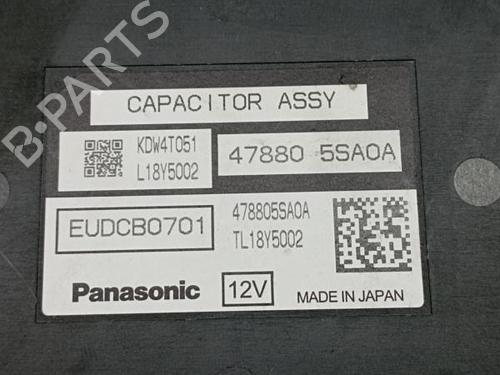 CAPACITOR ASSY
KDW4T051
L18Y5002
47880 5SA0A
EUDCB0701
478805SA0A
TL18Y5002
Panasonic
12V
MADE IN JAPAN
B-PARTS